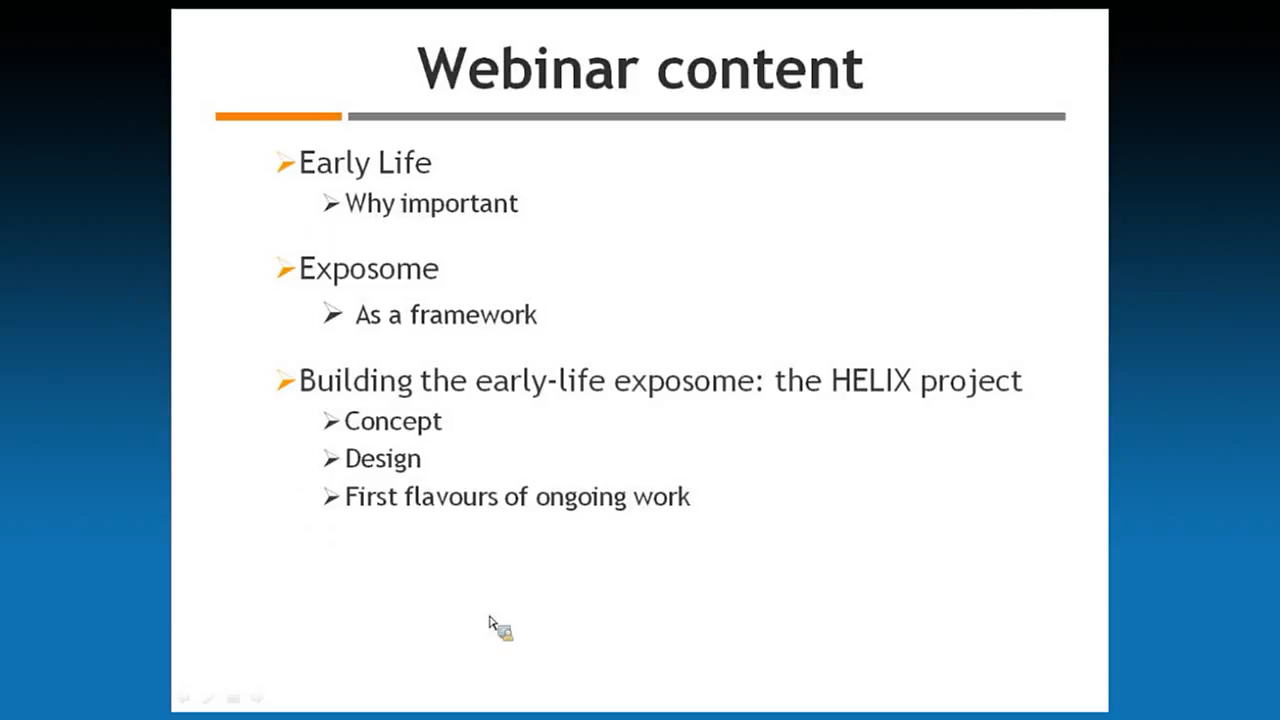 Webinar content
Early Life
Why important
Exposome
As a framework
Building the early-life exposome: the HELIX project
Concept
Design
First flavours of ongoing work